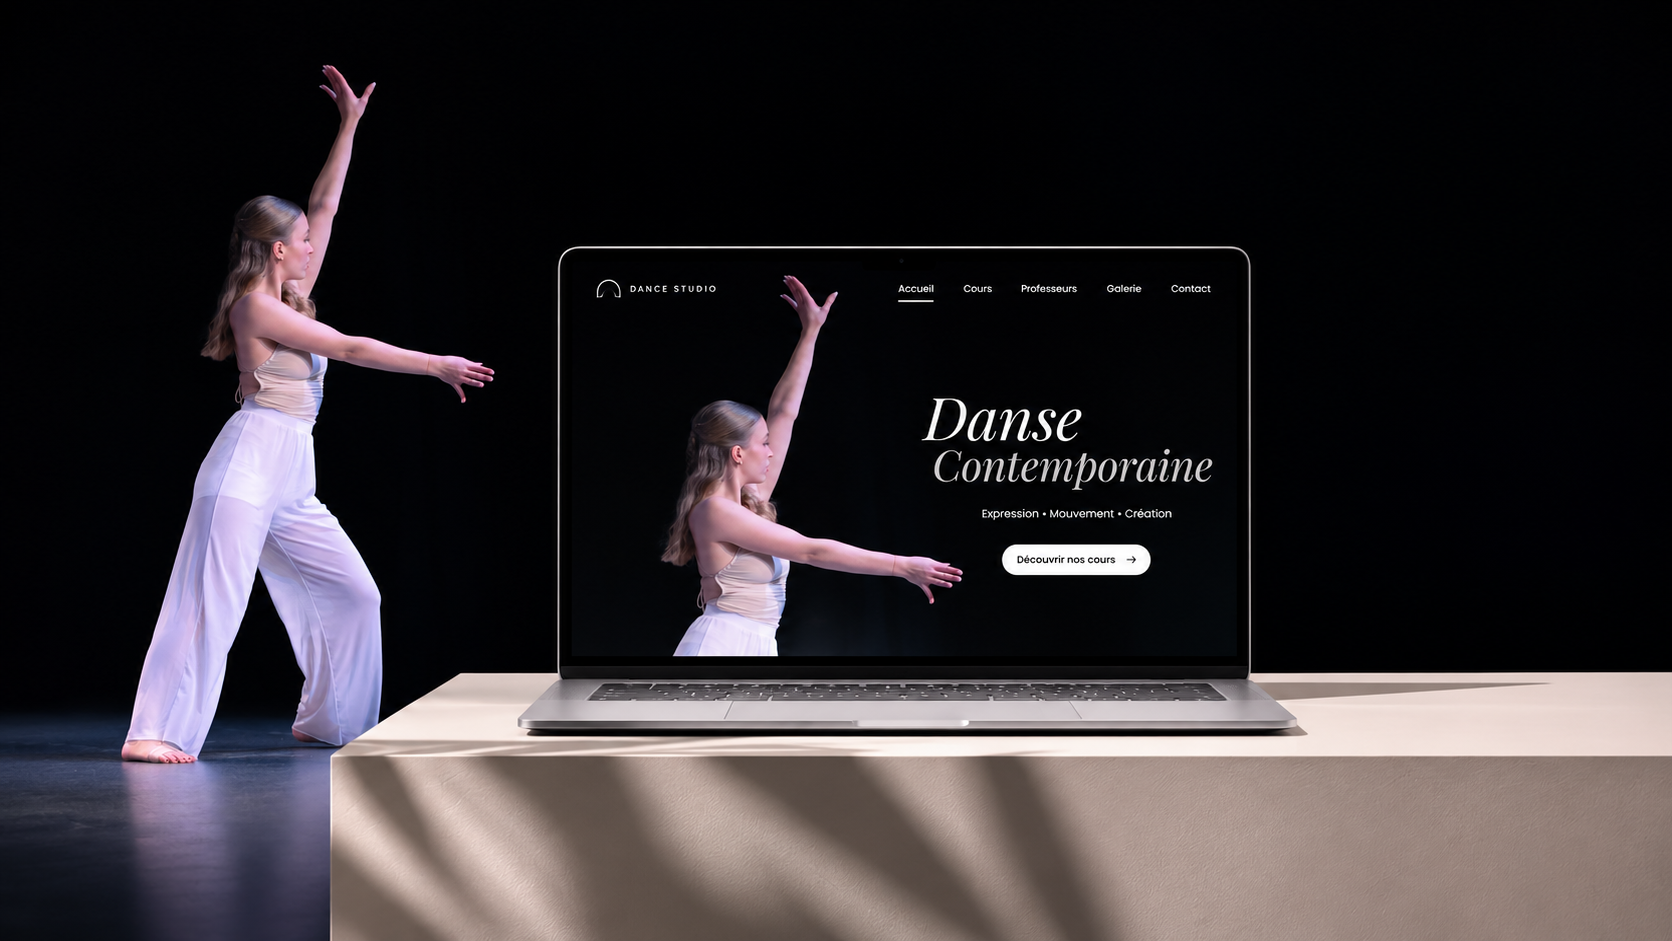 DANCE STUDIO
Accueil Cours Professeurs Galerie Contact
Danse
Contemporaine
Expression • Mouvement • Création
Découvrir nos cours →